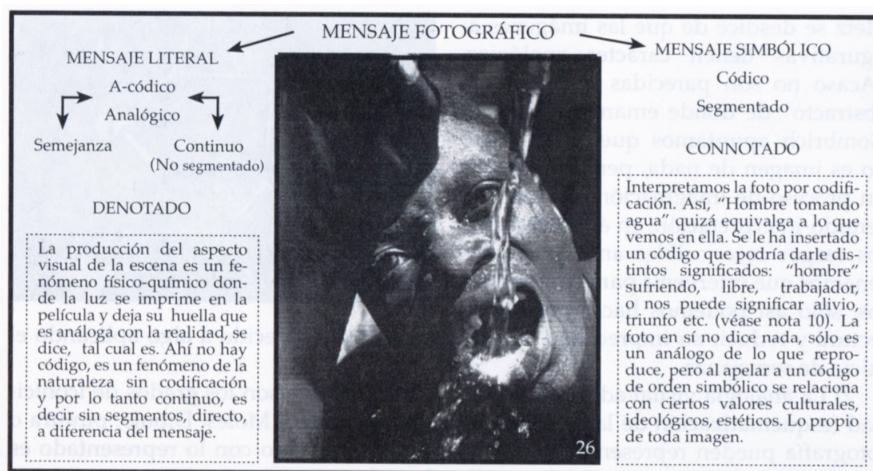 MENSAJE FOTOGRÁFICO
MENSAJE LITERAL
A-códico
Analógico
Semejanza
Continuo
(No segmentado)
DENOTADO
La producción del aspecto
visual de la escena es un fe-
nómeno físico-químico don-
de la luz se imprime en la
película y deja su huella que
es análoga con la realidad, se
dice, tal cual es. Ahí no hay
código, es un fenómeno de la
naturaleza sin codificación
y por lo tanto continuo, es
decir sin segmentos, directo,
a diferencia del mensaje.
26
MENSAJE SIMBÓLICO
Códico
Segmentado
CONNOTADO
Interpretamos la foto por codifi-
cación. Así, “Hombre tomando
agua” quizá equivalga a lo que
vemos en ella. Se le ha insertado
un código que podría darle dis-
tintos significados: “hombre”
sufriendo, libre, trabajador,
o nos puede significar alivio,
triunfo etc. (véase nota 10). La
foto en sí no dice nada, sólo es
un análogo de lo que repro-
duce, pero al apelar a un código
de orden simbólico se relaciona
con ciertos valores culturales,
ideológicos, estéticos. Lo propio
de toda imagen.